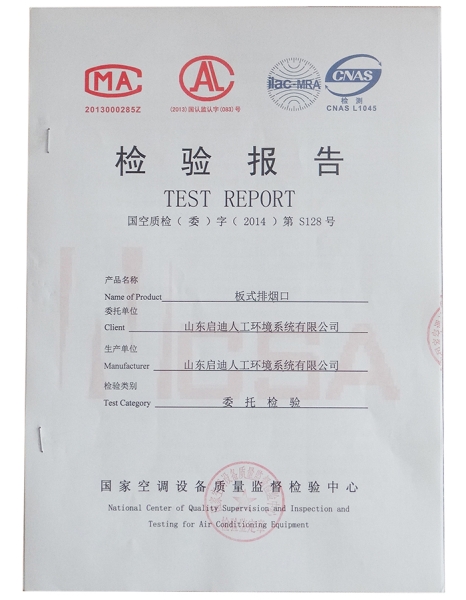 MA
AL
ilac-MRA
CNAS
2013000285Z
(2013)国认监认字(083)号
检 测
CNAS L1045
检验报告
TEST REPORT
国空质检（委）字（2014）第 S128 号
产品名称
Name of Product 板式排烟口
委托单位
Client 山东启迪人工环境系统有限公司
生产单位
Manufacturer 山东启迪人工环境系统有限公司
检验类别
Test Category 委托检验
国家空调设备质量监督检验中心
National Center of Quality Supervision and Inspection and
Testing for Air Conditioning Equipment